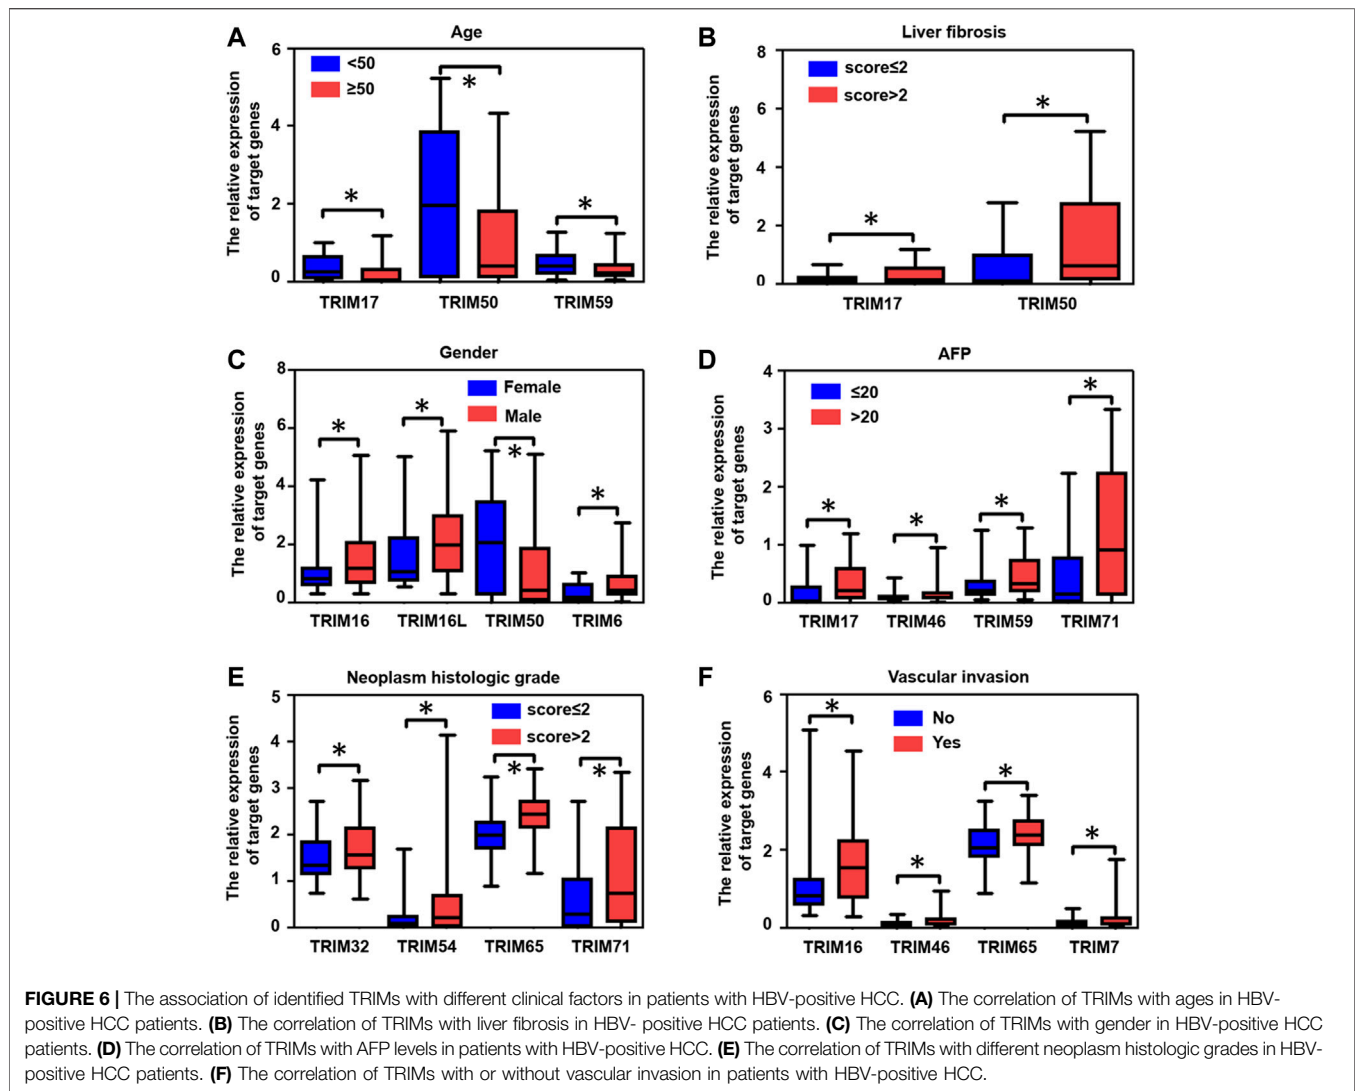 A
Age
The relative expression
of target genes
6
4
2
0
<50
≥50
*
*
*
TRIM17 TRIM50 TRIM59
B
Liver fibrosis
The relative expression
of target genes
8
6
4
2
0
score≤2
score>2
*
*
TRIM17 TRIM50
C
Gender
The relative expression
of target genes
8
6
4
2
0
Female
Male
*
*
*
*
TRIM16 TRIM16L TRIM50 TRIM6
D
AFP
The relative expression
of target genes
4
3
2
1
0
≤20
>20
*
*
*
*
TRIM17 TRIM46 TRIM59 TRIM71
E
Neoplasm histologic grade
The relative expression
of target genes
5
4
3
2
1
0
score≤2
score>2
*
*
*
*
TRIM32 TRIM54 TRIM65 TRIM71
F
Vascular invasion
The relative expression
of target genes
6
4
2
0
No
Yes
*
*
*
*
TRIM16 TRIM46 TRIM65 TRIM7
FIGURE 6 | The association of identified TRIMs with different clinical factors in patients with HBV-positive HCC. (A) The correlation of TRIMs with ages in HBV-
positive HCC patients. (B) The correlation of TRIMs with liver fibrosis in HBV- positive HCC patients. (C) The correlation of TRIMs with gender in HBV-positive HCC
patients. (D) The correlation of TRIMs with AFP levels in patients with HBV-positive HCC. (E) The correlation of TRIMs with different neoplasm histologic grades in HBV-
positive HCC patients. (F) The correlation of TRIMs with or without vascular invasion in patients with HBV-positive HCC.